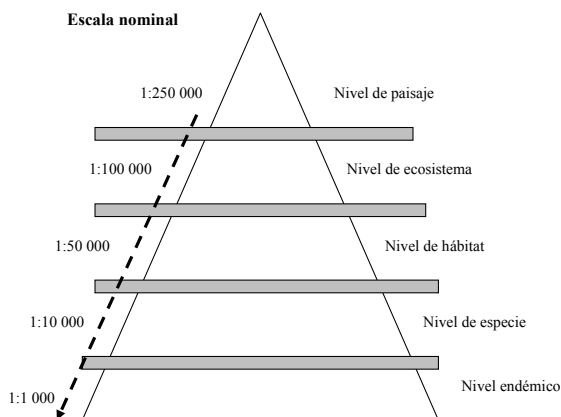 Escala nominal
1:250 000 Nivel de paisaje
1:100 000 Nivel de ecosistema
1:50 000 Nivel de hábitat
1:10 000 Nivel de especie
1:1 000 Nivel endémico